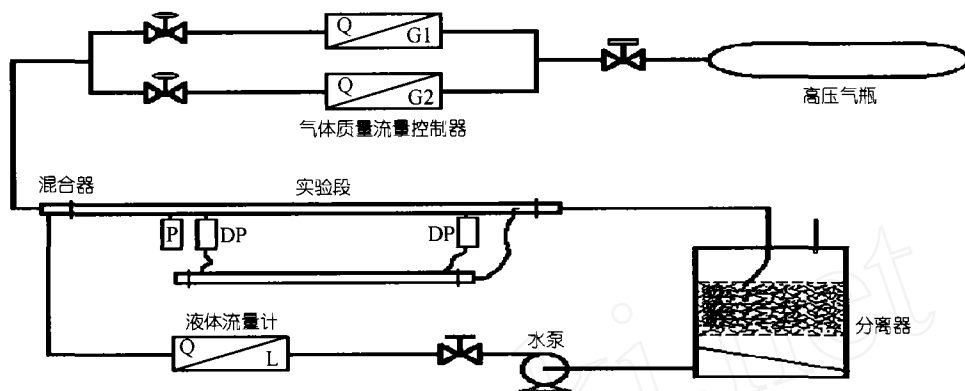 Q G1
Q G2
高压气瓶
气体质量流量控制器
混合器
实验段
P
DP
DP
液体流量计
Q L
水泵
分离器